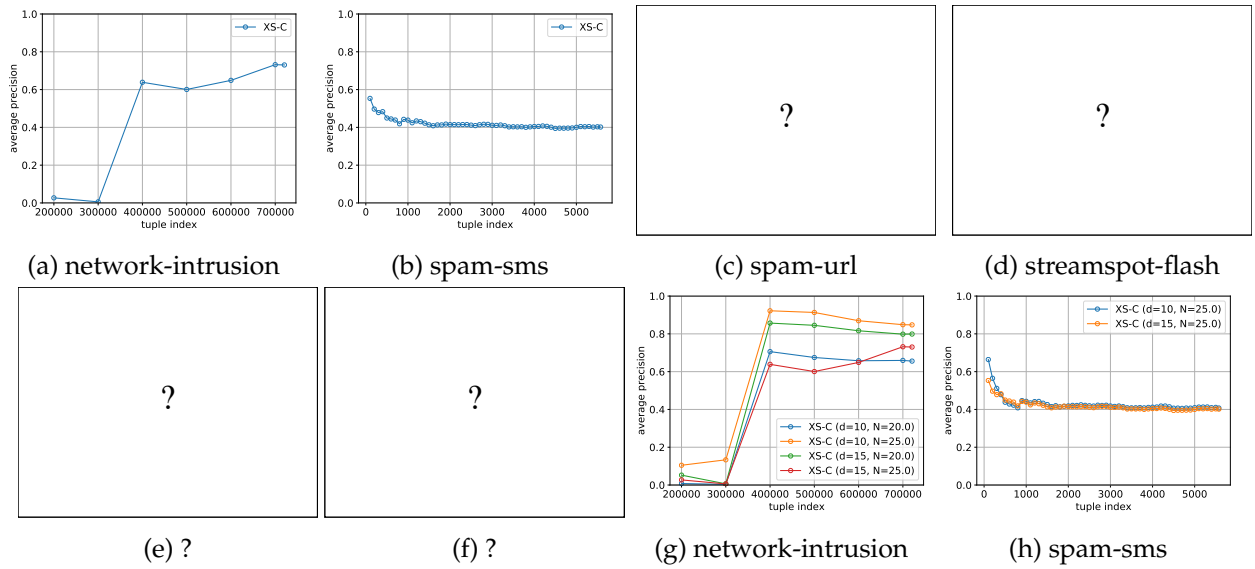 1.0
0.8
0.6
0.4
0.2
0.0
average precision
XS-C
200000 300000 400000 500000 600000 700000
tuple index
(a) network-intrusion
1.0
0.8
0.6
0.4
0.2
0.0
average precision
XS-C
0 1000 2000 3000 4000 5000
tuple index
(b) spam-sms
?
(c) spam-url
?
(d) streamspot-flash
?
(e) ?
?
(f) ?
1.0
0.8
0.6
0.4
0.2
0.0
average precision
XS-C (d=10, N=20.0)
XS-C (d=10, N=25.0)
XS-C (d=15, N=20.0)
XS-C (d=15, N=25.0)
200000 300000 400000 500000 600000 700000
tuple index
(g) network-intrusion
1.0
0.8
0.6
0.4
0.2
0.0
average precision
XS-C (d=10, N=25.0)
XS-C (d=15, N=25.0)
0 1000 2000 3000 4000 5000
tuple index
(h) spam-sms